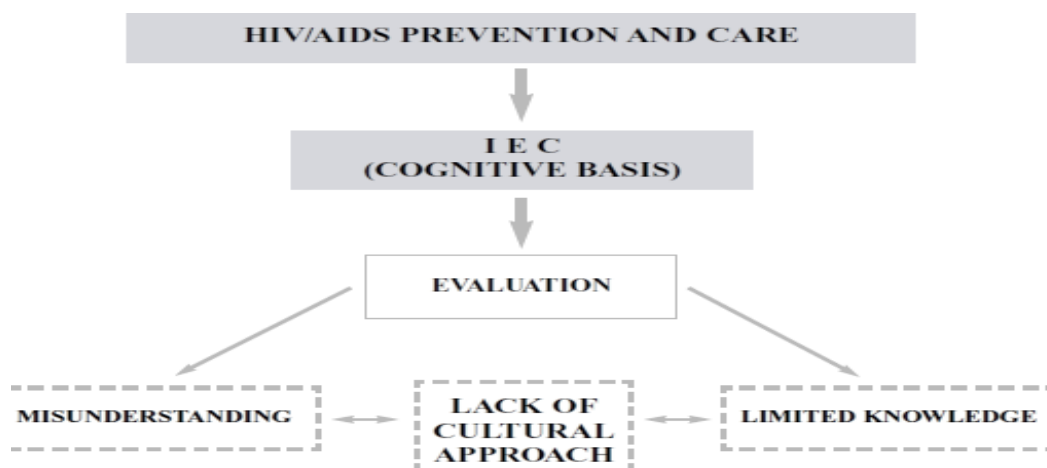 HIV/AIDS PREVENTION AND CARE
I E C
(COGNITIVE BASIS)
EVALUATION
MISUNDERSTANDING
LACK OF
CULTURAL
APPROACH
LIMITED KNOWLEDGE